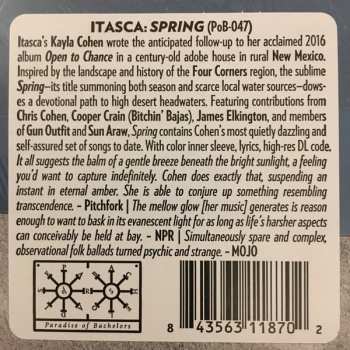 ITASCA: SPRING (PoB-047)
Itasca's Kayla Cohen wrote the anticipated follow-up to her acclaimed 2016
album Open to Chance in a century-old adobe house in rural New Mexico.
Inspired by the landscape and history of the Four Corners region, the sublime
Spring—its title summoning both season and scarce local water sources—dows-
es a devotional path to high desert headwaters. Featuring contributions from
Chris Cohen, Cooper Crain (Bitchin' Bajas), James Elkington, and members
of Gun Outfit and Sun Araw, Spring contains Cohen's most quietly dazzling and
self-assured set of songs to date. With color inner sleeve, lyrics, high-res DL code.
It all suggests the balm of a gentle breeze beneath the bright sunlight, a feeling
you'd want to capture indefinitely. Cohen does exactly that, suspending an
instant in eternal amber. She is able to conjure up something resembling
transcendence. - Pitchfork | The mellow glow [her music] generates is reason
enough to want to bask in its evanescent light for as long as life's harsher aspects
can conceivably be held at bay. - NPR | Simultaneously spare and complex,
observational folk ballads turned psychic and strange. - MOJO
Paradise of Bachelors
8 43563 11870 2